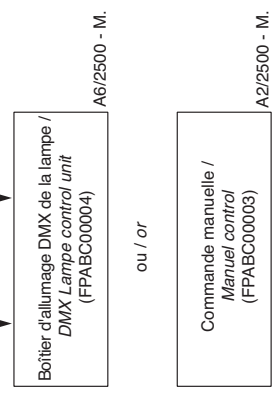 Boîtier d'allumage DMX de la lampe /
DMX Lampe control unit
(FPABC00004)
A6/2500 - M.
ou / or
Commande manuelle /
Manuel control
(FPABC00003)
A2/2500 - M.